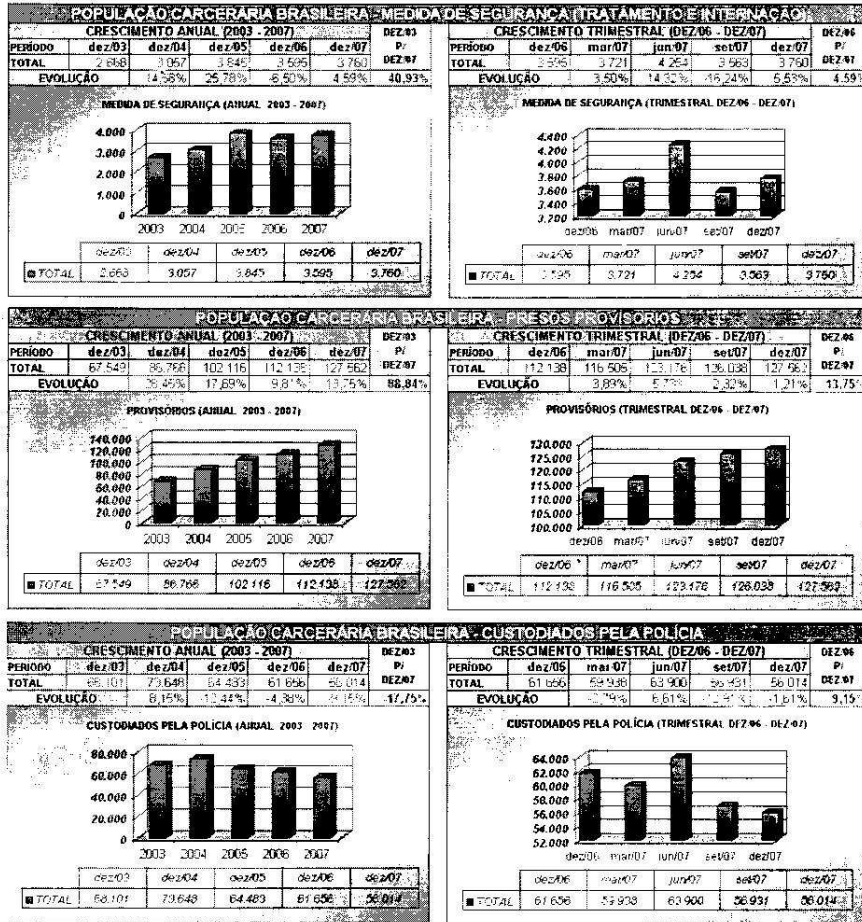 POPULAÇÃO CARCERÁRIA BRASILEIRA - MEDIDA DE SEGURANÇA (TRATAMENTO E INTERNAÇÃO)
CRESCIMENTO ANUAL (2003 - 2007) DEZ/03
PERÍODO dez/03 dez/04 dez/05 dez/06 dez/07 P/
TOTAL 2.668 3.057 3.845 3.595 3.760 DEZ/07
EVOLUÇÃO 14,58% 25,78% -6,50% 4,59% 40,93%
MEDIDA DE SEGURANÇA (ANUAL 2003 - 2007)
4.000
3.000
2.000
1.000
0
2003 2004 2005 2006 2007
dez/03 dez/04 dez/05 dez/06 dez/07
TOTAL 2.668 3.057 3.845 3.595 3.760
CRESCIMENTO TRIMESTRAL (DEZ/06 - DEZ/07) DEZ/06
PERÍODO dez/06 mar/07 jun/07 set/07 dez/07 P/
TOTAL 3.595 3.721 4.254 3.563 3.760 DEZ/07
EVOLUÇÃO 3,50% 14,32% -16,24% 5,53% 4,59
MEDIDA DE SEGURANÇA (TRIMESTRAL DEZ/06 - DEZ/07)
4.400
4.200
4.000
3.800
3.600
3.400
3.200
dez/06 mar/07 jun/07 set/07 dez/07
dez/06 mar/07 jun/07 set/07 dez/07
TOTAL 3.595 3.721 4.254 3.563 3.760
POPULAÇÃO CARCERÁRIA BRASILEIRA - PRESOS PROVISÓRIOS
CRESCIMENTO ANUAL (2003 - 2007) DEZ/03
PERÍODO dez/03 dez/04 dez/05 dez/06 dez/07 P/
TOTAL 67.549 86.766 102.116 112.138 127.562 DEZ/07
EVOLUÇÃO 28,45% 17,69% 9,81% 13,75% 88,84%
PROVISÓRIOS (ANUAL 2003 - 2007)
140.000
120.000
100.000
80.000
60.000
40.000
20.000
0
2003 2004 2005 2006 2007
dez/03 dez/04 dez/05 dez/06 dez/07
TOTAL 67.549 86.766 102.116 112.138 127.562
CRESCIMENTO TRIMESTRAL (DEZ/06 - DEZ/07) DEZ/06
PERÍODO dez/06 mar/07 jun/07 set/07 dez/07 P/
TOTAL 112.138 116.505 123.176 126.038 127.562 DEZ/07
EVOLUÇÃO 3,89% 5,73% 2,32% 1,21% 13,75%
PROVISÓRIOS (TRIMESTRAL DEZ/06 - DEZ/07)
130.000
125.000
120.000
115.000
110.000
105.000
100.000
dez/06 mar/07 jun/07 set/07 dez/07
dez/06 mar/07 jun/07 set/07 dez/07
TOTAL 112.138 116.505 123.176 126.038 127.562
POPULAÇÃO CARCERÁRIA BRASILEIRA - CUSTODIADOS PELA POLÍCIA
CRESCIMENTO ANUAL (2003 - 2007) DEZ/03
PERÍODO dez/03 dez/04 dez/05 dez/06 dez/07 P/
TOTAL 68.101 73.648 64.483 61.656 56.014 DEZ/07
EVOLUÇÃO 8,15% -12,44% -4,38% -9,15% -17,75%
CUSTODIADOS PELA POLÍCIA (ANUAL 2003 - 2007)
80.000
60.000
40.000
20.000
0
2003 2004 2005 2006 2007
dez/03 dez/04 dez/05 dez/06 dez/07
TOTAL 68.101 73.648 64.483 61.656 56.014
CRESCIMENTO TRIMESTRAL (DEZ/06 - DEZ/07) DEZ/06
PERÍODO dez/06 mar/07 jun/07 set/07 dez/07 P/
TOTAL 61.656 59.938 63.900 56.931 56.014 DEZ/07
EVOLUÇÃO -2,79% 6,61% -1,61% 9,15
CUSTODIADOS PELA POLÍCIA (TRIMESTRAL DEZ/06 - DEZ/07)
64.000
62.000
60.000
58.000
56.000
54.000
52.000
dez/06 mar/07 jun/07 set/07 dez/07
dez/06 mar/07 jun/07 set/07 dez/07
TOTAL 61.656 59.938 63.900 56.931 56.014